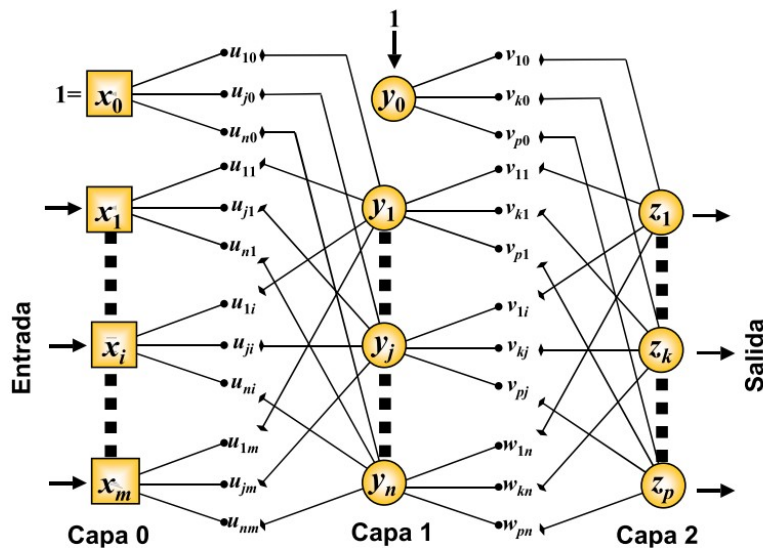 1
u10 v10
1= x0 uj0 y0 vk0
un0 vp0
u11 v11
x1 uj1 y1 vk1 z1
un1 vp1
u1i v1i
xi uji yj vkj zk
uni vpj
u1m w1n
xm ujm yn wkn zp
unm wpn
Entrada
Salida
Capa 0 Capa 1 Capa 2